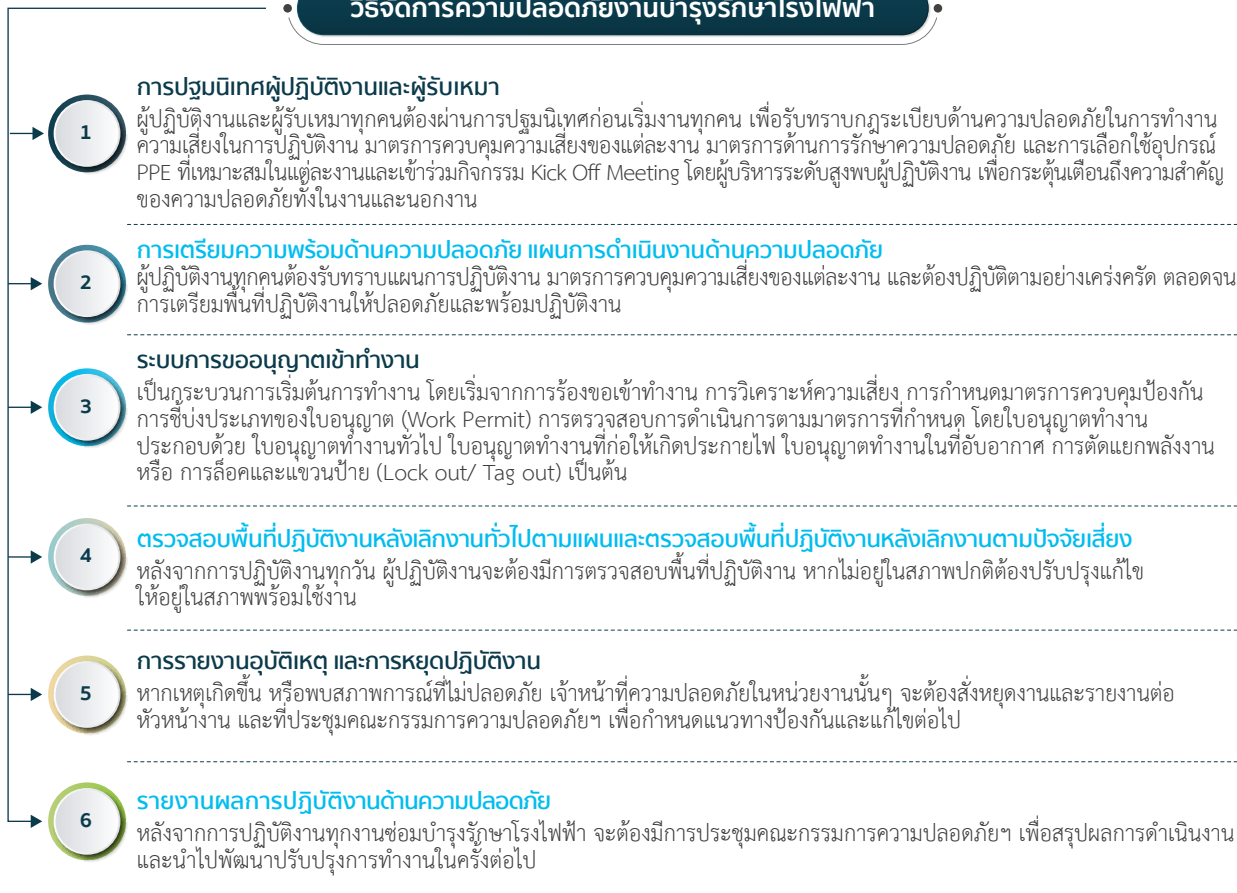 วิธีจัดการความปลอดภัยงานบำรุงรักษาโรงไฟฟ้า
1
การปฐมนิเทศผู้ปฏิบัติงานและผู้รับเหมา
ผู้ปฏิบัติงานและผู้รับเหมาทุกคนต้องผ่านการปฐมนิเทศก่อนเริ่มงานทุกคน เพื่อรับทราบกฎระเบียบด้านความปลอดภัยในการทำงาน
ความเสี่ยงในการปฏิบัติงาน มาตรการควบคุมความเสี่ยงของแต่ละงาน มาตรการด้านการรักษาความปลอดภัย และการเลือกใช้อุปกรณ์
PPE ที่เหมาะสมในแต่ละงานและเข้าร่วมกิจกรรม Kick Off Meeting โดยผู้บริหารระดับสูงพบผู้ปฏิบัติงาน เพื่อกระตุ้นเตือนถึงความสำคัญ
ของความปลอดภัยทั้งในงานและนอกงาน
2
การเตรียมความพร้อมด้านความปลอดภัย แผนการดำเนินงานด้านความปลอดภัย
ผู้ปฏิบัติงานทุกคนต้องรับทราบแผนการปฏิบัติงาน มาตรการควบคุมความเสี่ยงของแต่ละงาน และต้องปฏิบัติตามอย่างเคร่งครัด ตลอดจน
การเตรียมพื้นที่ปฏิบัติงานให้ปลอดภัยและพร้อมปฏิบัติงาน
3
ระบบการขออนุญาตเข้าทำงาน
เป็นกระบวนการเริ่มต้นการทำงาน โดยเริ่มจากการร้องขอเข้าทำงาน การวิเคราะห์ความเสี่ยง การกำหนดมาตรการควบคุมป้องกัน
การชี้บ่งประเภทของใบอนุญาต (Work Permit) การตรวจสอบการดำเนินการตามมาตรการที่กำหนด โดยใบอนุญาตทำงาน
ประกอบด้วย ใบอนุญาตทำงานทั่วไป ใบอนุญาตทำงานที่ก่อให้เกิดประกายไฟ ใบอนุญาตทำงานในที่อับอากาศ การตัดแยกพลังงาน
หรือ การล็อคและแขวนป้าย (Lock out/ Tag out) เป็นต้น
4
ตรวจสอบพื้นที่ปฏิบัติงานหลังเลิกงานทั่วไปตามแผนและตรวจสอบพื้นที่ปฏิบัติงานหลังเลิกงานตามปัจจัยเสี่ยง
หลังจากการปฏิบัติงานทุกวัน ผู้ปฏิบัติงานจะต้องมีการตรวจสอบพื้นที่ปฏิบัติงาน หากไม่อยู่ในสภาพปกติต้องปรับปรุงแก้ไข
ให้อยู่ในสภาพพร้อมใช้งาน
5
การรายงานอุบัติเหตุ และการหยุดปฏิบัติงาน
หากเหตุเกิดขึ้น หรือพบสภาพการณ์ที่ไม่ปลอดภัย เจ้าหน้าที่ความปลอดภัยในหน่วยงานนั้นๆ จะต้องสั่งหยุดงานและรายงานต่อ
หัวหน้างาน และที่ประชุมคณะกรรมการความปลอดภัยฯ เพื่อกำหนดแนวทางป้องกันและแก้ไขต่อไป
6
รายงานผลการปฏิบัติงานด้านความปลอดภัย
หลังจากการปฏิบัติงานทุกงานซ่อมบำรุงรักษาโรงไฟฟ้า จะต้องมีการประชุมคณะกรรมการความปลอดภัยฯ เพื่อสรุปผลการดำเนินงาน
และนำไปพัฒนาปรับปรุงการทำงานในครั้งต่อไป